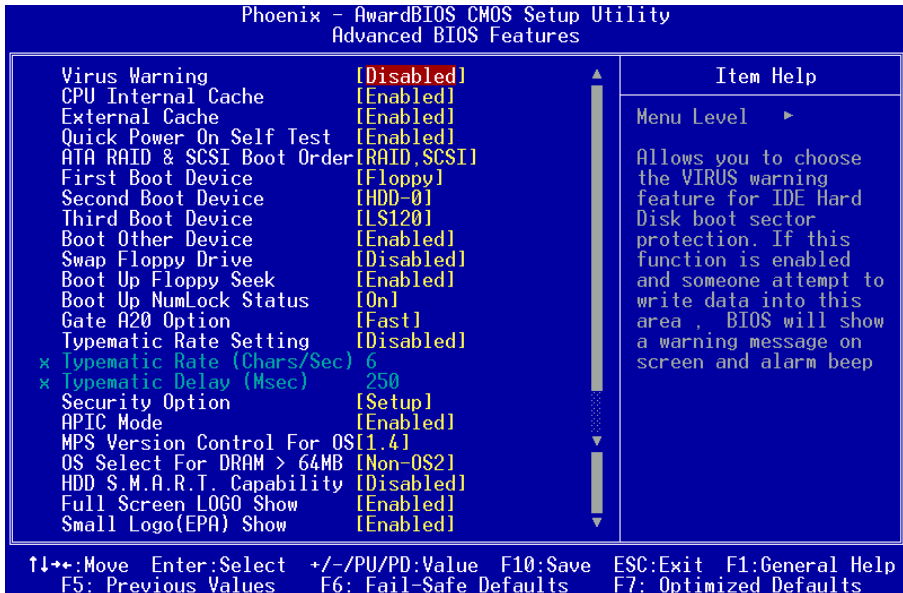 Phoenix - AwardBIOS CMOS Setup Utility
Advanced BIOS Features
Virus Warning [Disabled]
CPU Internal Cache [Enabled]
External Cache [Enabled]
Quick Power On Self Test [Enabled]
ATA RAID & SCSI Boot Order[RAID,SCSI]
First Boot Device [Floppy]
Second Boot Device [HDD-0]
Third Boot Device [LS120]
Boot Other Device [Enabled]
Swap Floppy Drive [Disabled]
Boot Up Floppy Seek [Enabled]
Boot Up NumLock Status [On]
Gate A20 Option [Fast]
Typematic Rate Setting [Disabled]
x Typematic Rate (Chars/Sec) 6
x Typematic Delay (Msec) 250
Security Option [Setup]
APIC Mode [Enabled]
MPS Version Control For OS[1.4]
OS Select For DRAM > 64MB [Non-OS2]
HDD S.M.A.R.T. Capability [Disabled]
Full Screen LOGO Show [Enabled]
Small Logo(EPA) Show [Enabled]
Item Help
Menu Level ►
Allows you to choose
the VIRUS warning
feature for IDE Hard
Disk boot sector
protection. If this
function is enabled
and someone attempt to
write data into this
area , BIOS will show
a warning message on
screen and alarm beep
↑↓→←:Move Enter:Select +/-/PU/PD:Value F10:Save ESC:Exit F1:General Help
F5: Previous Values F6: Fail-Safe Defaults F7: Optimized Defaults